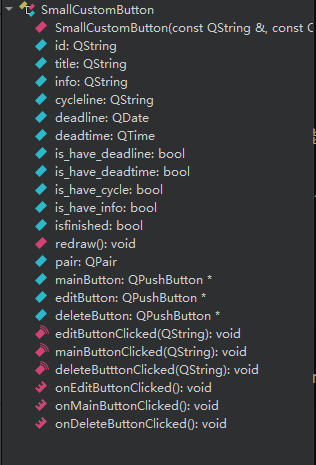 SmallCustomButton
SmallCustomButton(const QString &, const
id: QString
title: QString
info: QString
cycleline: QString
deadline: QDate
deadtime: QTime
is_have_deadline: bool
is_have_deadtime: bool
is_have_cycle: bool
is_have_info: bool
isfinished: bool
redraw(): void
pair: QPair
mainButton: QPushButton *
editButton: QPushButton *
deleteButton: QPushButton *
editButtonClicked(QString): void
mainButtonClicked(QString): void
deleteButttonClicked(QString): void
onEditButtonClicked(): void
onMainButtonClicked(): void
onDeleteButtonClicked(): void